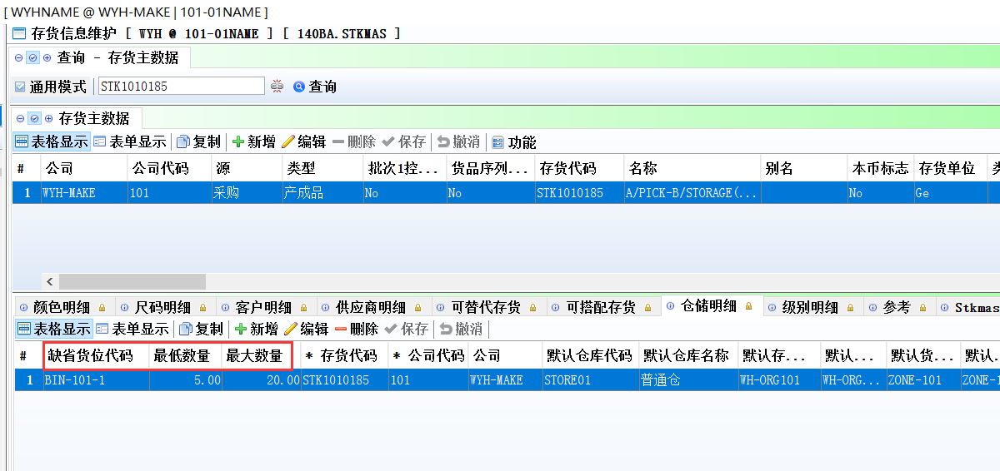 [ WYHNAME @ WYH-MAKE | 101-01NAME ]
存货信息维护 [ WYH @ 101-01NAME ] [ 140BA.STKMAS ]
查询 - 存货主数据
通用模式 STK1010185 查询
存货主数据
表格显示 表单显示 复制 新增 编辑 删除 保存 撤消 功能
# 公司 公司代码 源 类型 批次1控... 货品序列... 存货代码 名称 别名 本币标志 存货单位
1 WYH-MAKE 101 采购 产成品 No No STK1010185 A/PICK-B/STORAGE(... No Ge
颜色明细 尺码明细 客户明细 供应商明细 可替代存货 可搭配存货 仓储明细 级别明细 参考 Stkmas
表格显示 表单显示 复制 新增 编辑 删除 保存 撤消
# 缺省货位代码 最低数量 最大数量 * 存货代码 * 公司代码 公司 默认仓库代码 默认仓库名称 默认存... 默认... 默认货... 默认...
1 BIN-101-1 5.00 20.00 STK1010185 101 WYH-MAKE STORE01 普通仓 WH-ORG101 WH-ORG... ZONE-101 ZONE-1